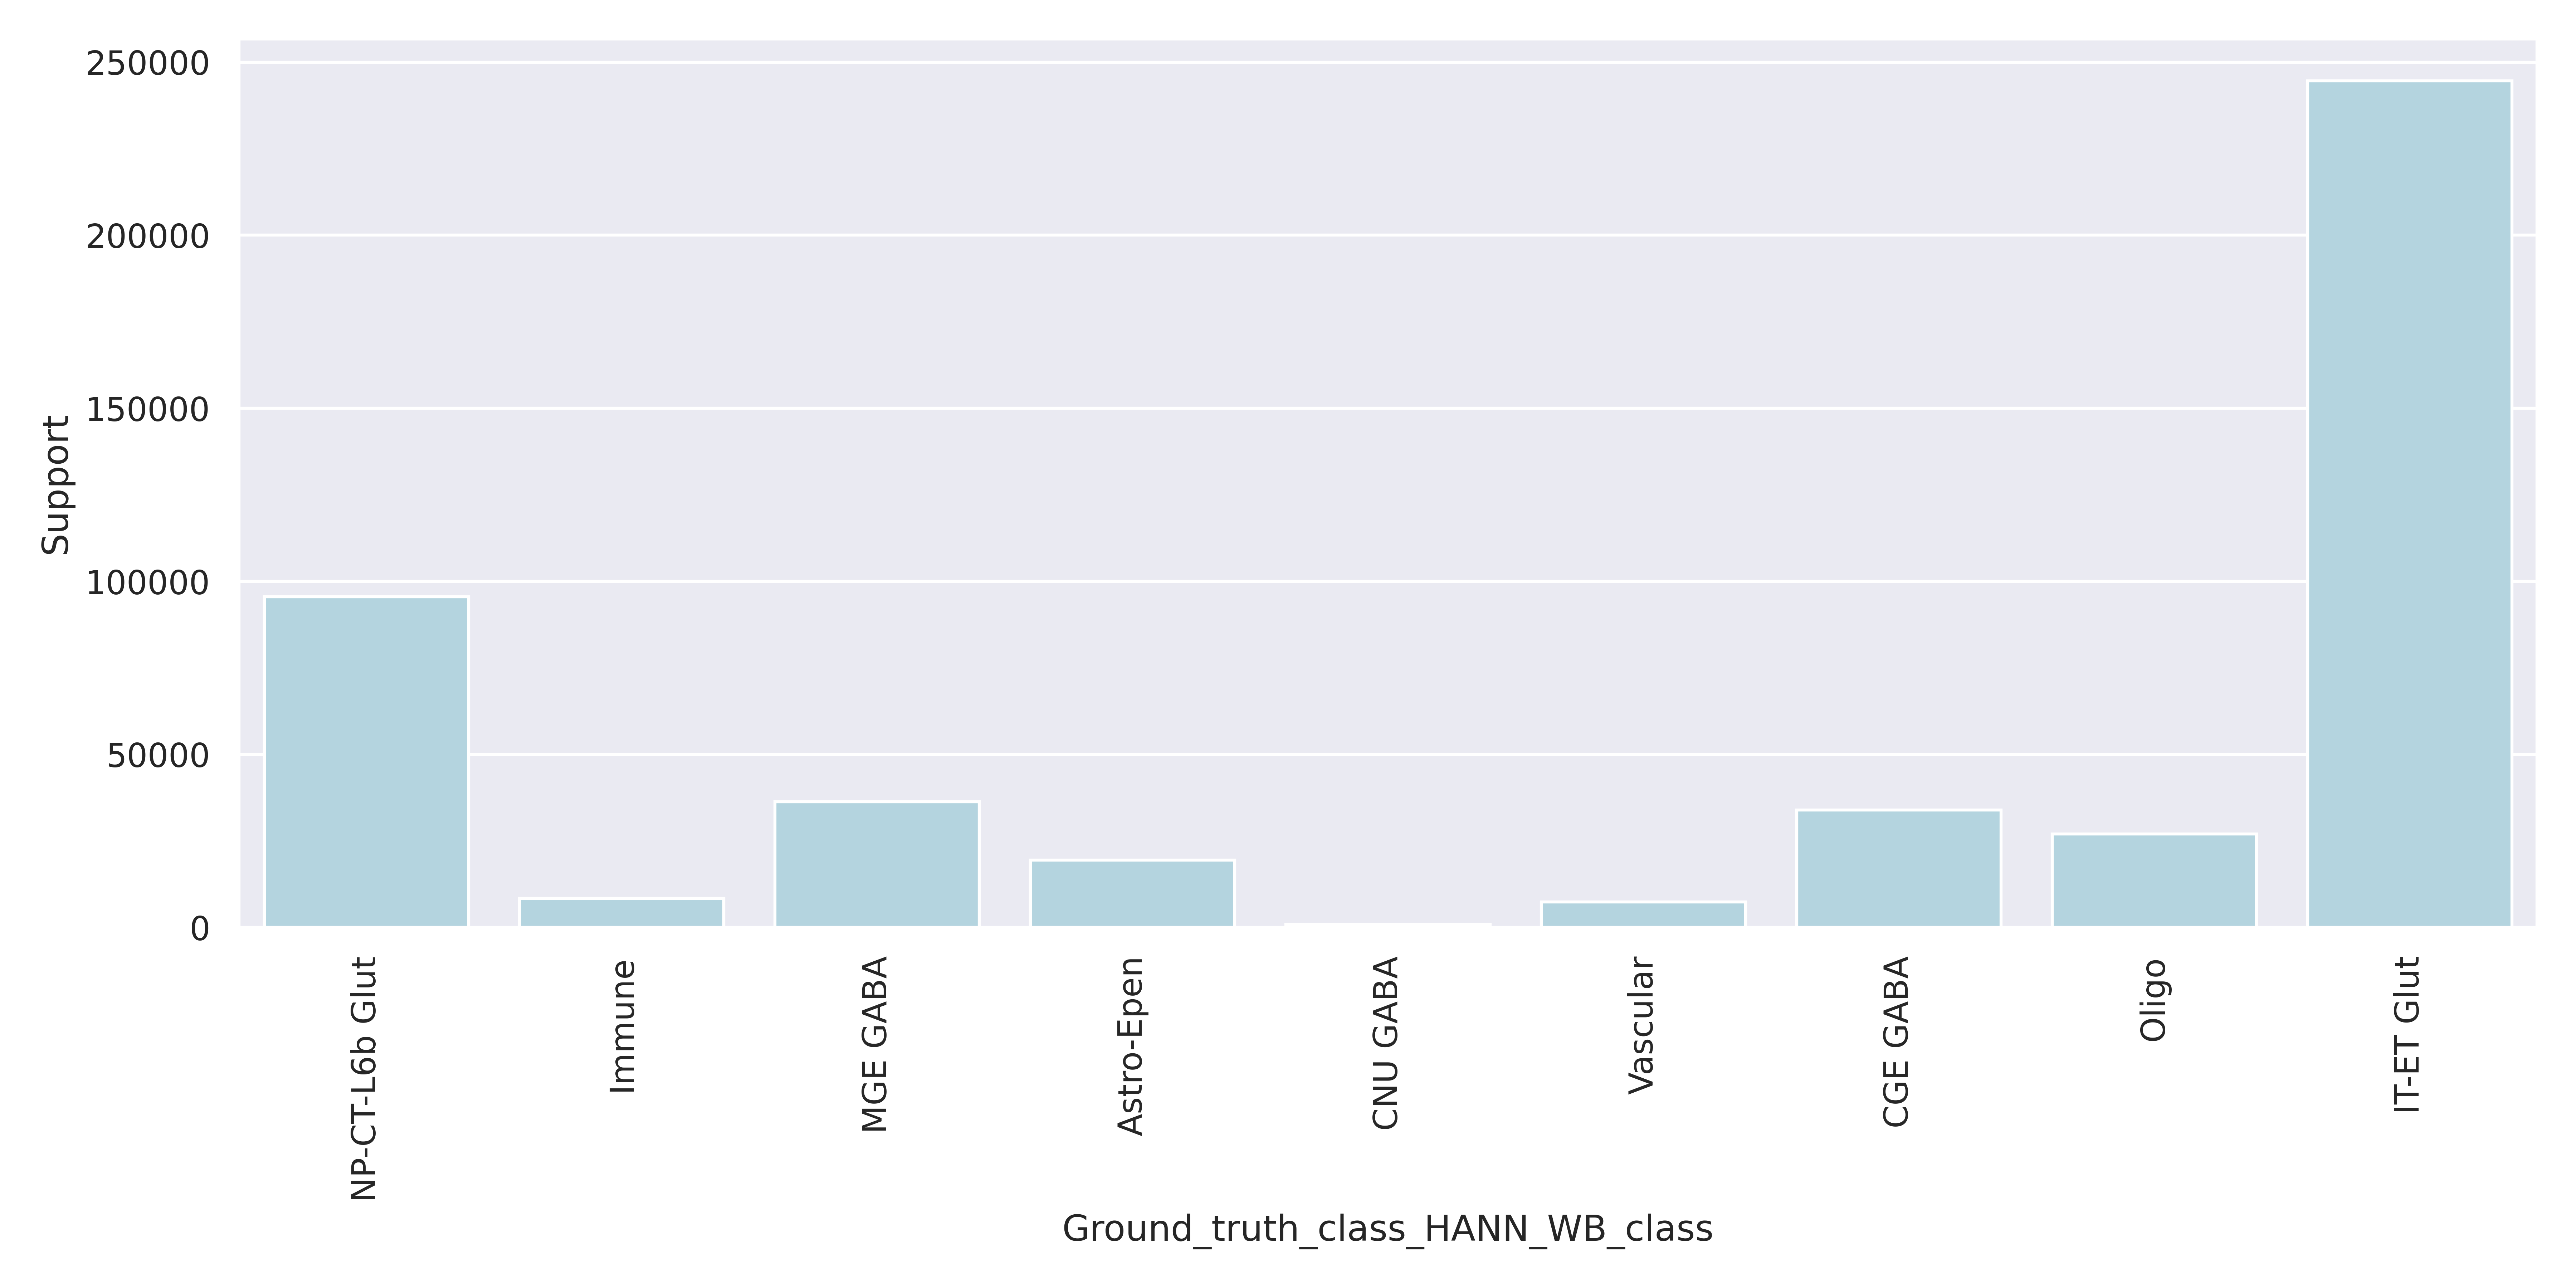 250000
200000
150000
100000
50000
0
Support
NP-CT-L6b Glut
Immune
MGE GABA
Astro-Epen
CNU GABA
Vascular
CGE GABA
Oligo
IT-ET Glut
Ground_truth_class_HANN_WB_class